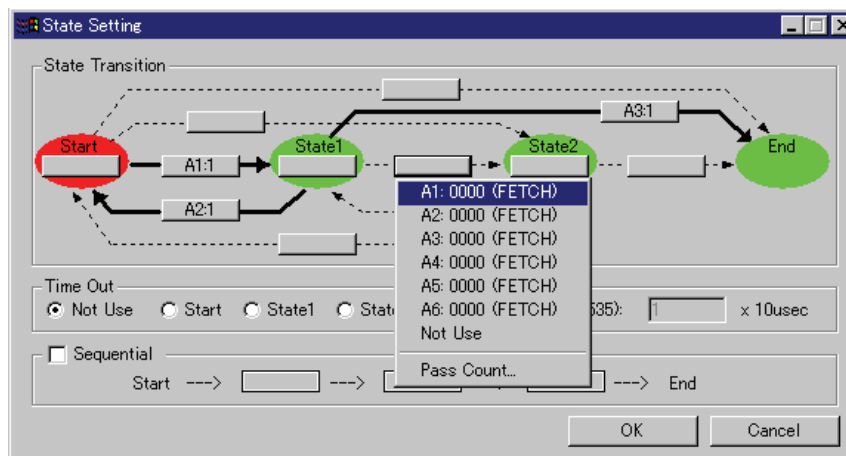 State Setting
State Transition
A3:1
Start
State1
State2
End
A1:1
A2:1
A1: 0000 (FETCH)
A2: 0000 (FETCH)
A3: 0000 (FETCH)
A4: 0000 (FETCH)
A5: 0000 (FETCH)
A6: 0000 (FETCH)
Not Use
Pass Count...
Time Out
Not Use Start State1 535): 1 x 10usec
Sequential
Start ---> ---> ---> End
OK Cancel